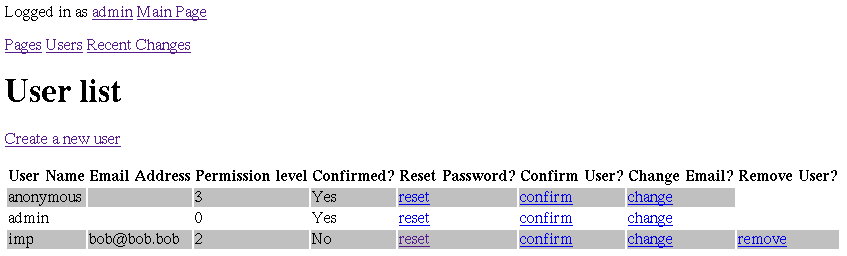 Logged in as admin Main Page
Pages Users Recent Changes
User list
Create a new user
User Name Email Address Permission level Confirmed? Reset Password? Confirm User? Change Email? Remove User?
anonymous 3 Yes reset confirm change
admin 0 Yes reset confirm change
imp bob@bob.bob 2 No reset confirm change remove